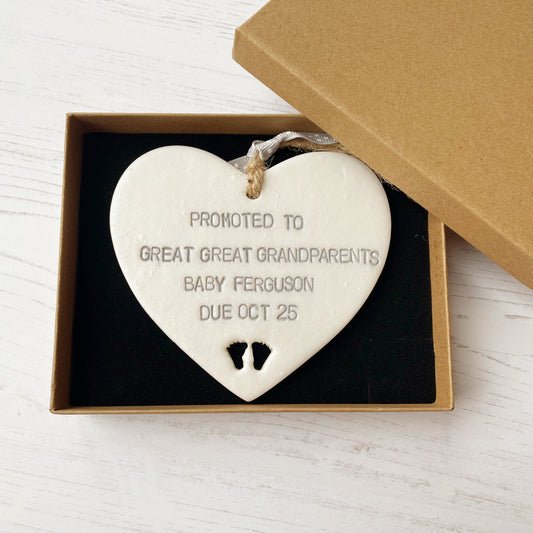 PROMOTED TO
GREAT GREAT GRANDPARENTS
BABY FERGUSON
DUE OCT 25